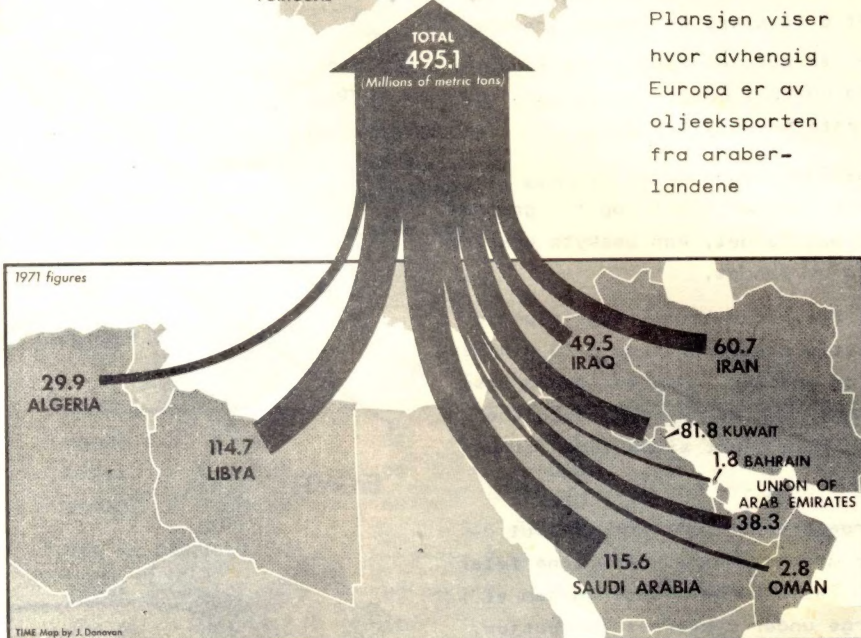 Plansjen viser
hvor avhengig
Europa er av
oljeeksporten
fra araber-
landene
TOTAL
495.1
(Millions of metric tons)
1971 figures
29.9
ALGERIA
114.7
LIBYA
49.5
IRAQ
60.7
IRAN
81.8 KUWAIT
1.8 BAHRAIN
UNION OF
ARAB EMIRATES
38.3
115.6
SAUDI ARABIA
2.8
OMAN
TIME Map by J. Donovan